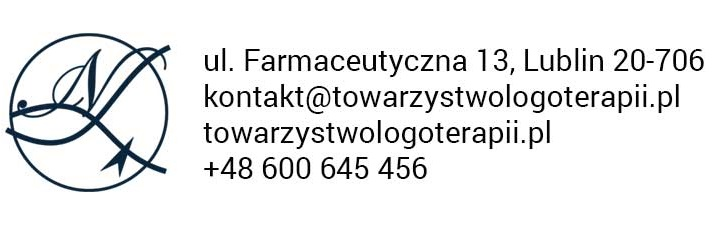 ul. Farmaceutyczna 13, Lublin 20-706
kontakt@towarzystwologoterapii.pl
towarzystwologoterapii.pl
+48 600 645 456